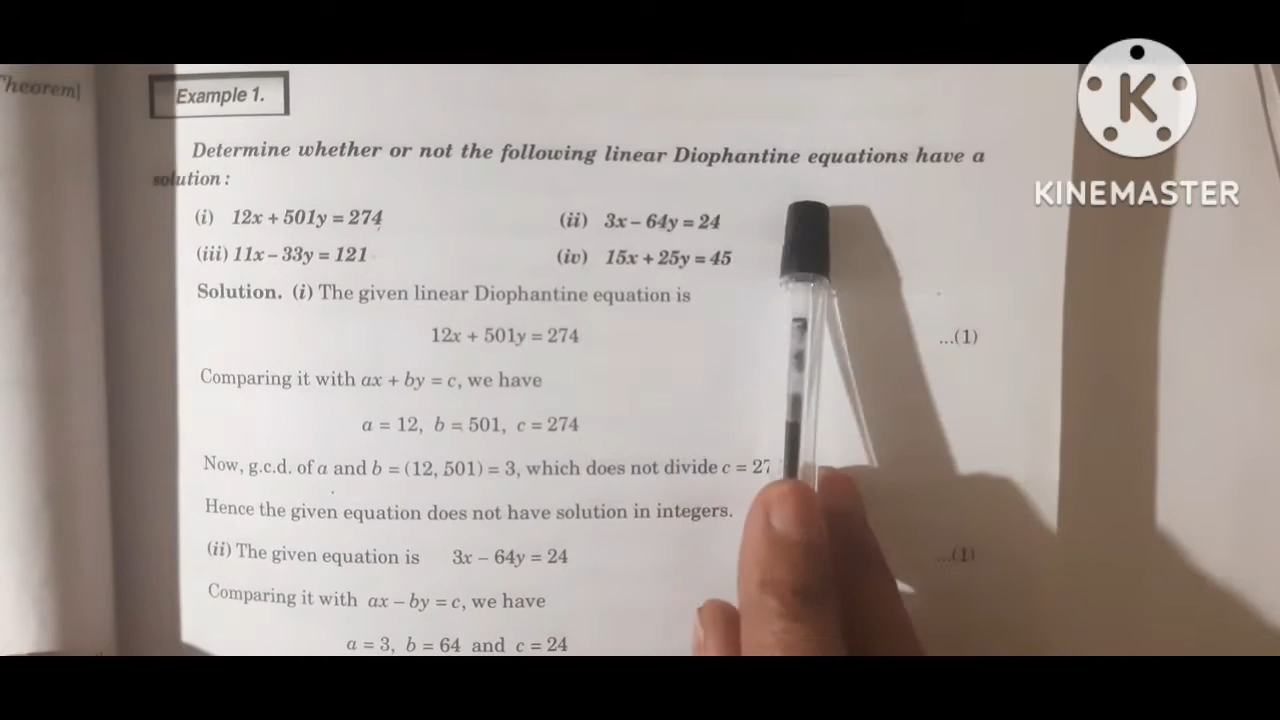 Theorem]
Example 1.
Determine whether or not the following linear Diophantine equations have a
solution :
(i) 12x + 501y = 274 (ii) 3x – 64y = 24
(iii) 11x – 33y = 121 (iv) 15x + 25y = 45
Solution. (i) The given linear Diophantine equation is
12x + 501y = 274 ...(1)
Comparing it with ax + by = c, we have
a = 12, b = 501, c = 274
Now, g.c.d. of a and b = (12, 501) = 3, which does not divide c = 27
Hence the given equation does not have solution in integers.
(ii) The given equation is 3x – 64y = 24 ...(1)
Comparing it with ax – by = c, we have
a = 3, b = 64 and c = 24
K
KINEMASTER